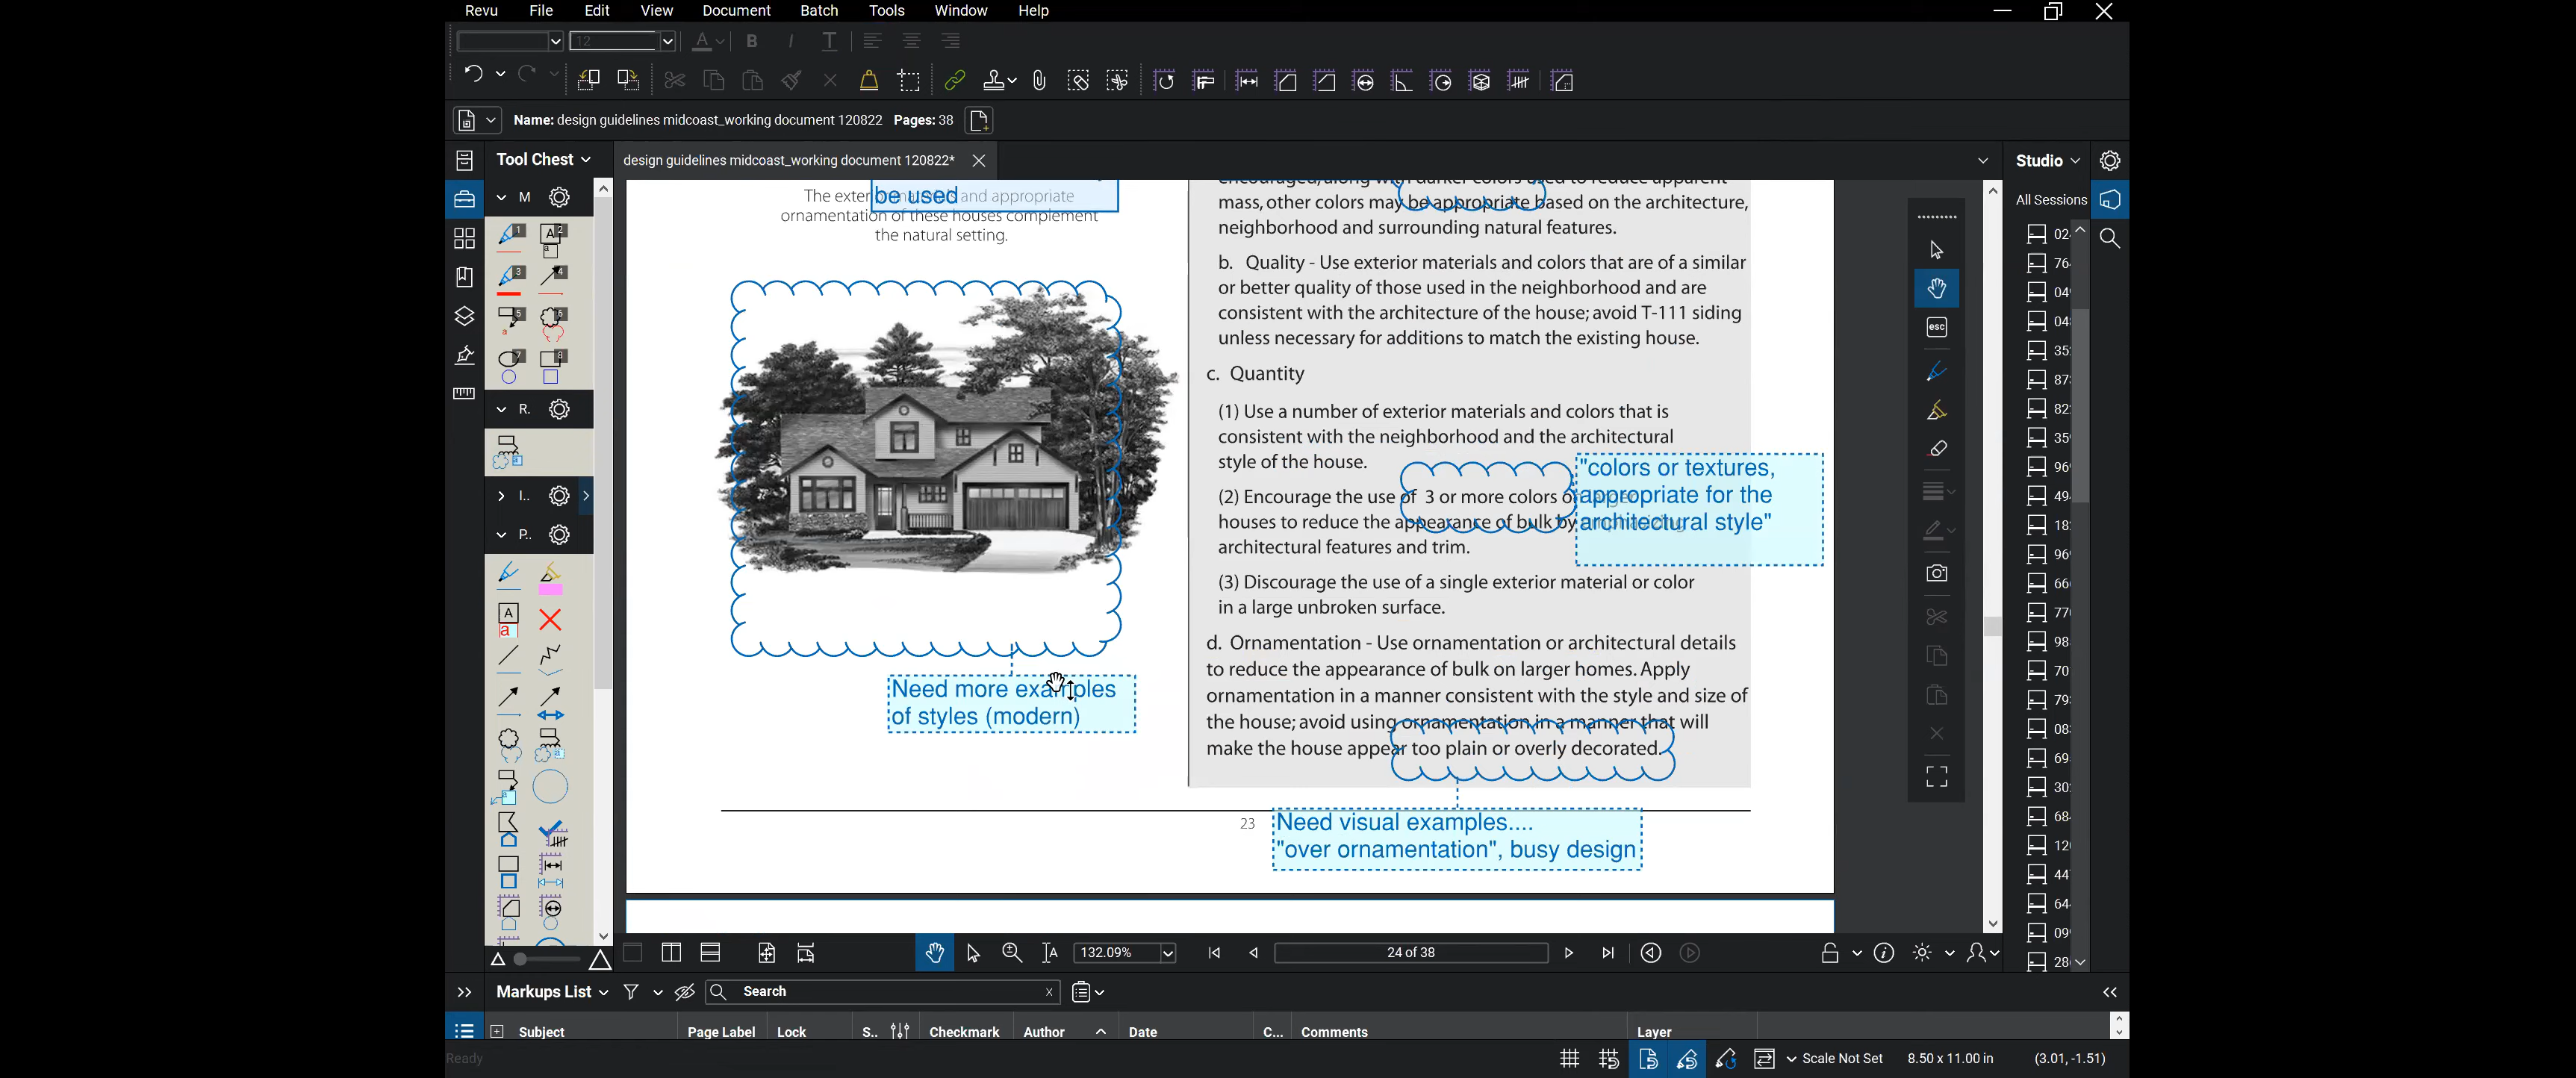 Revu File Edit View Document Batch Tools Window Help
12
Name: design guidelines midcoast_working document 120822 Pages: 38
Tool Chest
design guidelines midcoast_working document 120822*
Studio
All Sessions
M
R.
I..
P..
The exterior materials and appropriate
ornamentation of these houses complement
the natural setting.
be used
mass, other colors may be appropriate based on the architecture,
neighborhood and surrounding natural features.
b. Quality - Use exterior materials and colors that are of a similar
or better quality of those used in the neighborhood and are
consistent with the architecture of the house; avoid T-111 siding
unless necessary for additions to match the existing house.
c. Quantity
(1) Use a number of exterior materials and colors that is
consistent with the neighborhood and the architectural
style of the house.
(2) Encourage the use of 3 or more colors on larger
houses to reduce the appearance of bulk by emphasizing
architectural features and trim.
"colors or textures,
appropriate for the
architectural style"
(3) Discourage the use of a single exterior material or color
in a large unbroken surface.
d. Ornamentation - Use ornamentation or architectural details
to reduce the appearance of bulk on larger homes. Apply
ornamentation in a manner consistent with the style and size of
the house; avoid using ornamentation in a manner that will
make the house appear too plain or overly decorated.
Need more examples
of styles (modern)
23
Need visual examples....
"over ornamentation", busy design
esc
132.09%
24 of 38
Markups List
Search
Subject Page Label Lock S.. Checkmark Author Date C... Comments Layer
Ready
Scale Not Set 8.50 x 11.00 in (3.01, -1.51)